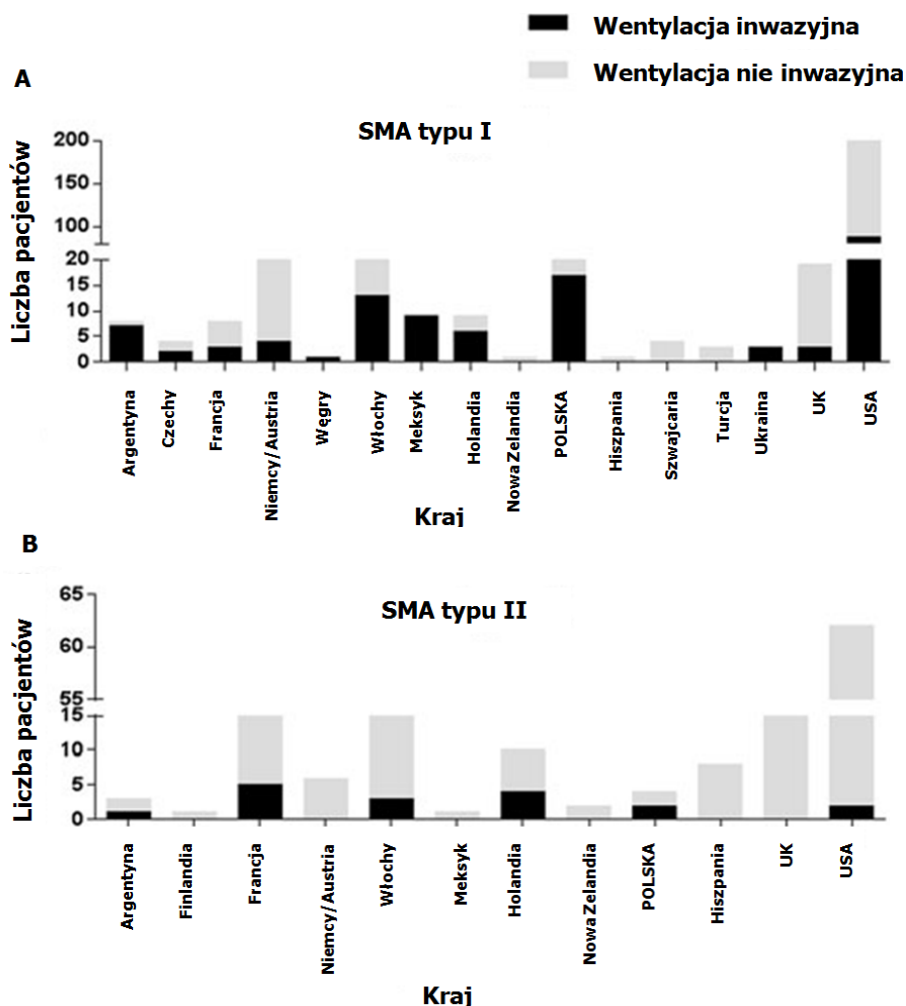 Wentylacja inwazyjna
Wentylacja nie inwazyjna
A
SMA typu I
Liczba pacjentów
200
150
100
20
15
10
5
0
Argentyna
Czechy
Francja
Niemcy/Austria
Węgry
Włochy
Meksyk
Holandia
Nowa Zelandia
POLSKA
Hiszpania
Szwajcaria
Turcja
Ukraina
UK
USA
Kraj
B
SMA typu II
Liczba pacjentów
65
60
55
15
10
5
0
Argentyna
Finlandia
Francja
Niemcy/Austria
Włochy
Meksyk
Holandia
Nowa Zelandia
POLSKA
Hiszpania
UK
USA
Kraj